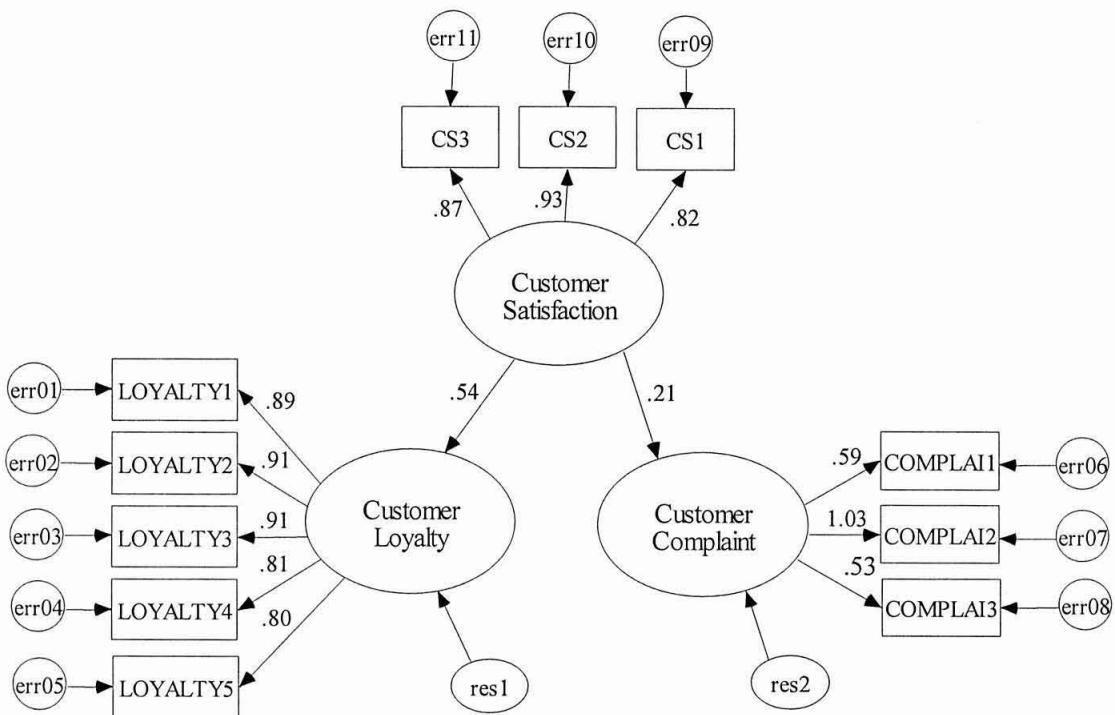 err11
err10
err09
CS3
CS2
CS1
.87
.93
.82
Customer
Satisfaction
.54
.21
err01
LOYALTY1
.89
err02
LOYALTY2
.91
err03
LOYALTY3
.91
err04
LOYALTY4
.81
err05
LOYALTY5
.80
Customer
Loyalty
res1
Customer
Complaint
res2
.59
COMPLAI1
err06
1.03
COMPLAI2
err07
.53
COMPLAI3
err08